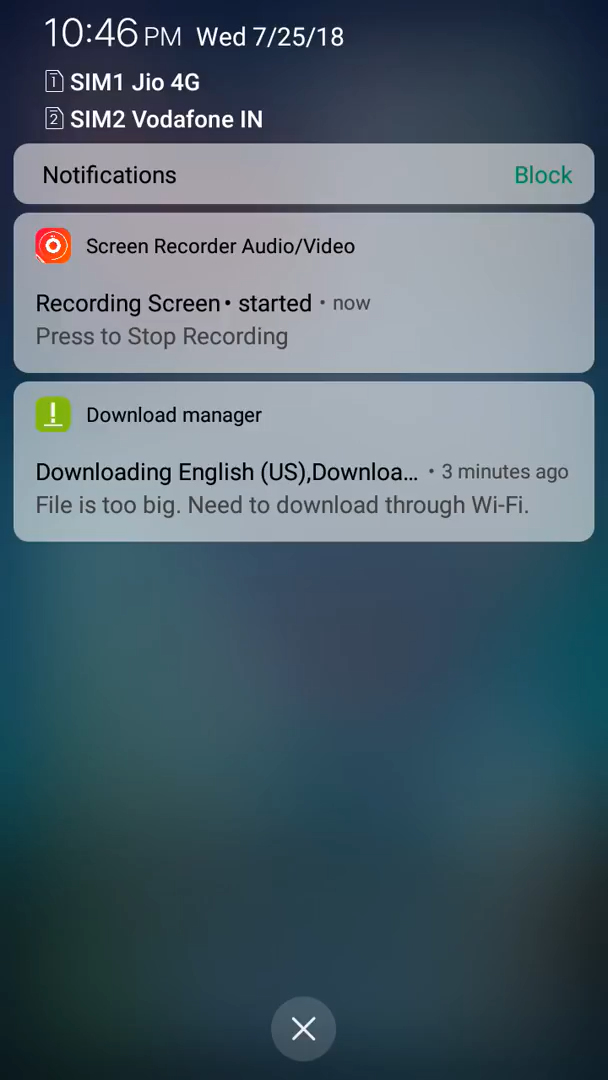 10:46 PM Wed 7/25/18
1 SIM1 Jio 4G
2 SIM2 Vodafone IN
Notifications Block
Screen Recorder Audio/Video
Recording Screen • started • now
Press to Stop Recording
Download manager
Downloading English (US),Downloa... • 3 minutes ago
File is too big. Need to download through Wi-Fi.